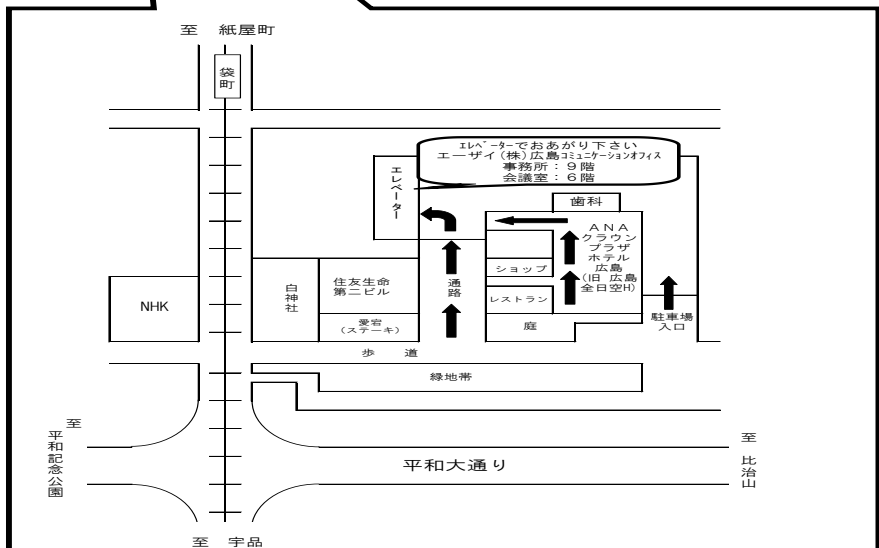 至 紙屋町
袋町
エレベーターでおあがり下さい
エーザイ(株)広島コミュニケーションオフィス
事務所：９階
会議室：６階
エレベーター
歯科
ＡＮＡ
クラウン
プラザ
ホテル
広島
(旧 広島
全日空H)
ショップ
レストラン
庭
通路
駐車場
入口
NHK
白神社
住友生命
第二ビル
愛宕
(ステーキ)
歩 道
緑地帯
至 平和記念公園
平和大通り
至 比治山
至 宇品